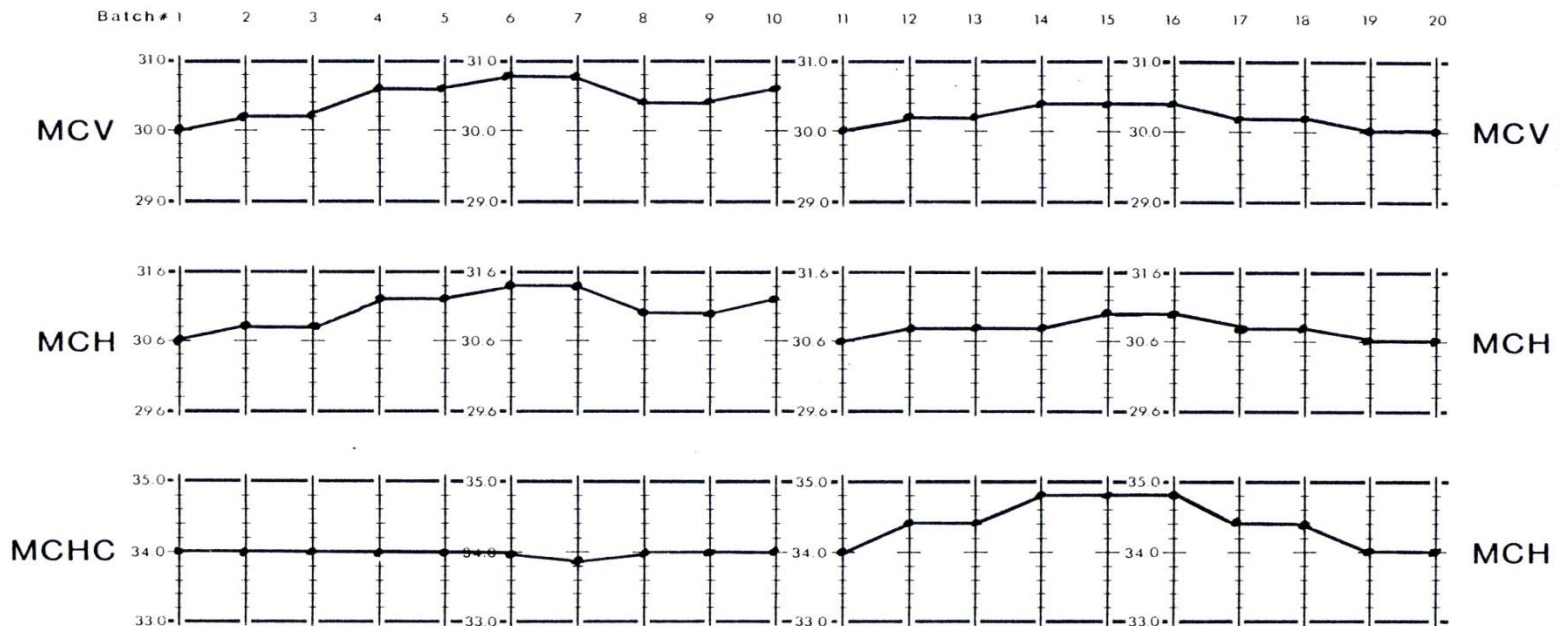 Batch # 1 2 3 4 5 6 7 8 9 10 11 12 13 14 15 16 17 18 19 20
31 0 31 0 31.0 31.0
MCV 30.0 30.0 30.0 30.0 MCV
29 0 29.0 29 0 29.0
31 6 31 6 31.6 31.6
MCH 30.6 30.6 30.6 30.6 MCH
29.6 29.6 29.6 29.6
35.0 35.0 35.0 35.0
MCHC 34.0 34.0 34.0 34 0 MCH
33.0 33.0 33 0 33.0